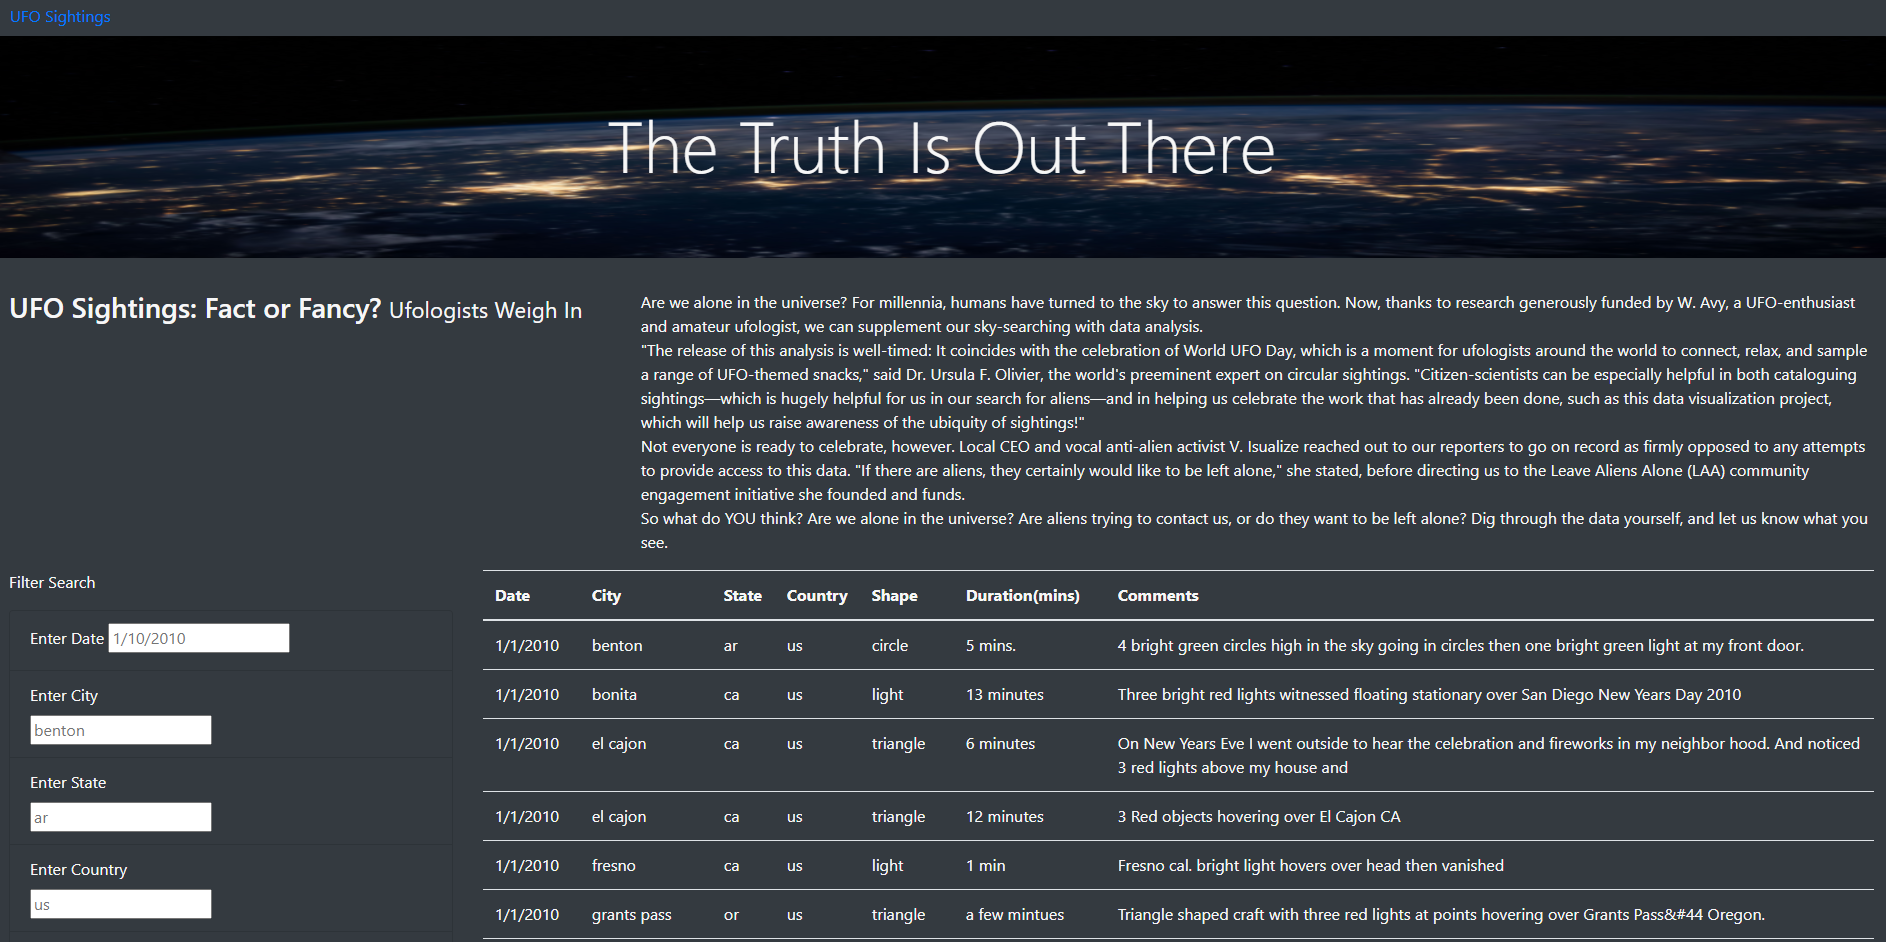 UFO Sightings
The Truth Is Out There
UFO Sightings: Fact or Fancy? Ufologists Weigh In
Are we alone in the universe? For millennia, humans have turned to the sky to answer this question. Now, thanks to research generously funded by W. Avy, a UFO-enthusiast
and amateur ufologist, we can supplement our sky-searching with data analysis.
"The release of this analysis is well-timed: It coincides with the celebration of World UFO Day, which is a moment for ufologists around the world to connect, relax, and sample
a range of UFO-themed snacks," said Dr. Ursula F. Olivier, the world's preeminent expert on circular sightings. "Citizen-scientists can be especially helpful in both cataloguing
sightings—which is hugely helpful for us in our search for aliens—and in helping us celebrate the work that has already been done, such as this data visualization project,
which will help us raise awareness of the ubiquity of sightings!"
Not everyone is ready to celebrate, however. Local CEO and vocal anti-alien activist V. Isualize reached out to our reporters to go on record as firmly opposed to any attempts
to provide access to this data. "If there are aliens, they certainly would like to be left alone," she stated, before directing us to the Leave Aliens Alone (LAA) community
engagement initiative she founded and funds.
So what do YOU think? Are we alone in the universe? Are aliens trying to contact us, or do they want to be left alone? Dig through the data yourself, and let us know what you
see.
Filter Search
Enter Date 1/10/2010
Enter City
benton
Enter State
ar
Enter Country
us
Date City State Country Shape Duration(mins) Comments
1/1/2010 benton ar us circle 5 mins. 4 bright green circles high in the sky going in circles then one bright green light at my front door.
1/1/2010 bonita ca us light 13 minutes Three bright red lights witnessed floating stationary over San Diego New Years Day 2010
1/1/2010 el cajon ca us triangle 6 minutes On New Years Eve I went outside to hear the celebration and fireworks in my neighbor hood. And noticed
3 red lights above my house and
1/1/2010 el cajon ca us triangle 12 minutes 3 Red objects hovering over El Cajon CA
1/1/2010 fresno ca us light 1 min Fresno cal. bright light hovers over head then vanished
1/1/2010 grants pass or us triangle a few mintues Triangle shaped craft with three red lights at points hovering over Grants Pass&#44 Oregon.